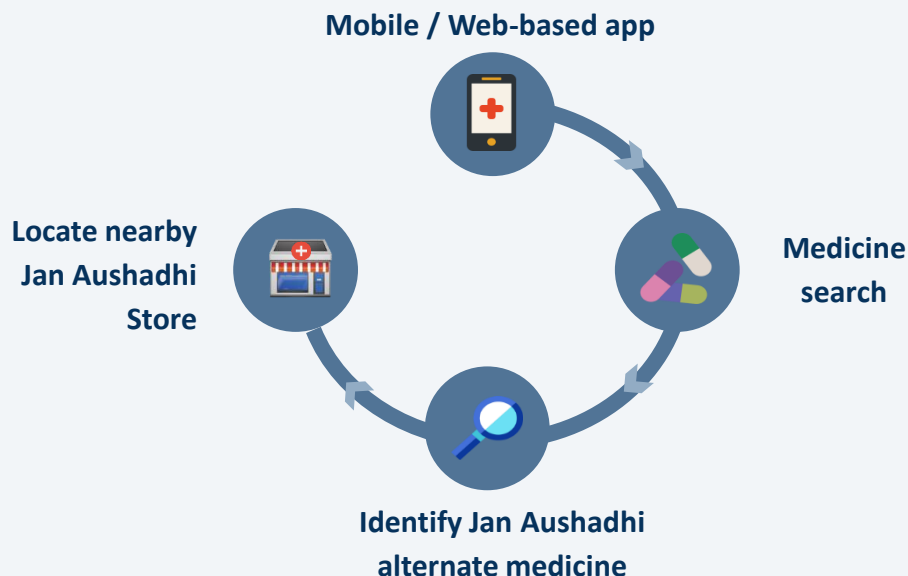 Mobile / Web-based app
Medicine
search
Identify Jan Aushadhi
alternate medicine
Locate nearby
Jan Aushadhi
Store